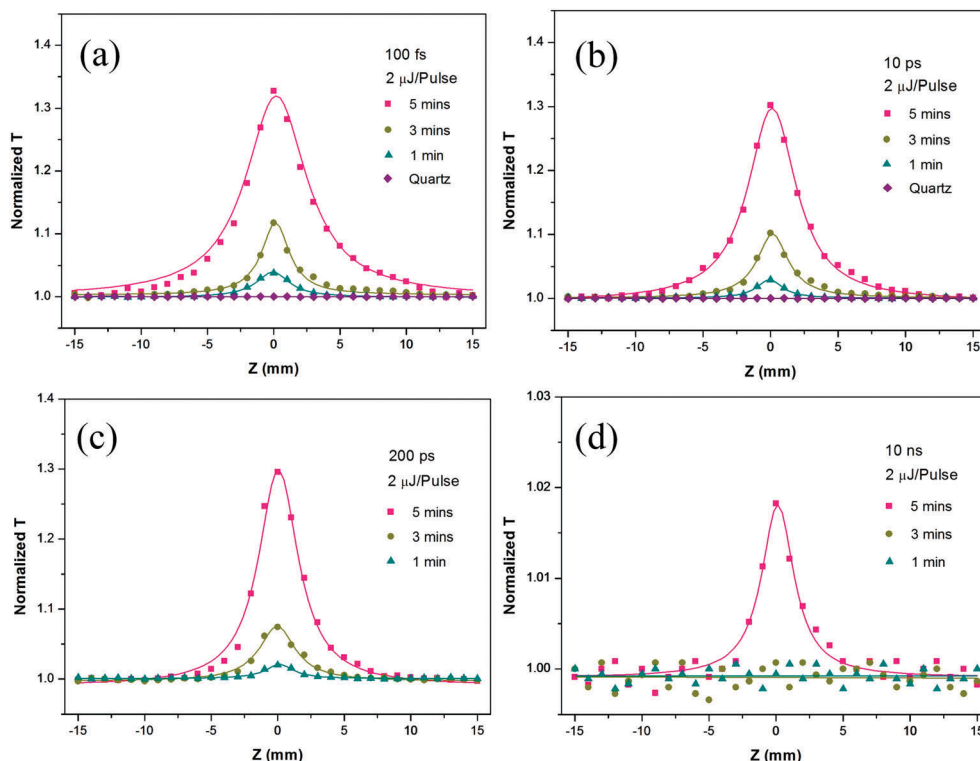 (a)
100 fs
2 μJ/Pulse
5 mins
3 mins
1 min
Quartz
1.4
1.3
1.2
1.1
1.0
Normalized T
-15 -10 -5 0 5 10 15
Z (mm)
(b)
10 ps
2 μJ/Pulse
5 mins
3 mins
1 min
Quartz
1.4
1.3
1.2
1.1
1.0
Normalized T
-15 -10 -5 0 5 10 15
Z (mm)
(c)
200 ps
2 μJ/Pulse
5 mins
3 mins
1 min
1.4
1.3
1.2
1.1
1.0
Normalized T
-15 -10 -5 0 5 10 15
Z (mm)
(d)
10 ns
2 μJ/Pulse
5 mins
3 mins
1 min
1.03
1.02
1.01
1.00
Normalized T
-15 -10 -5 0 5 10 15
Z (mm)